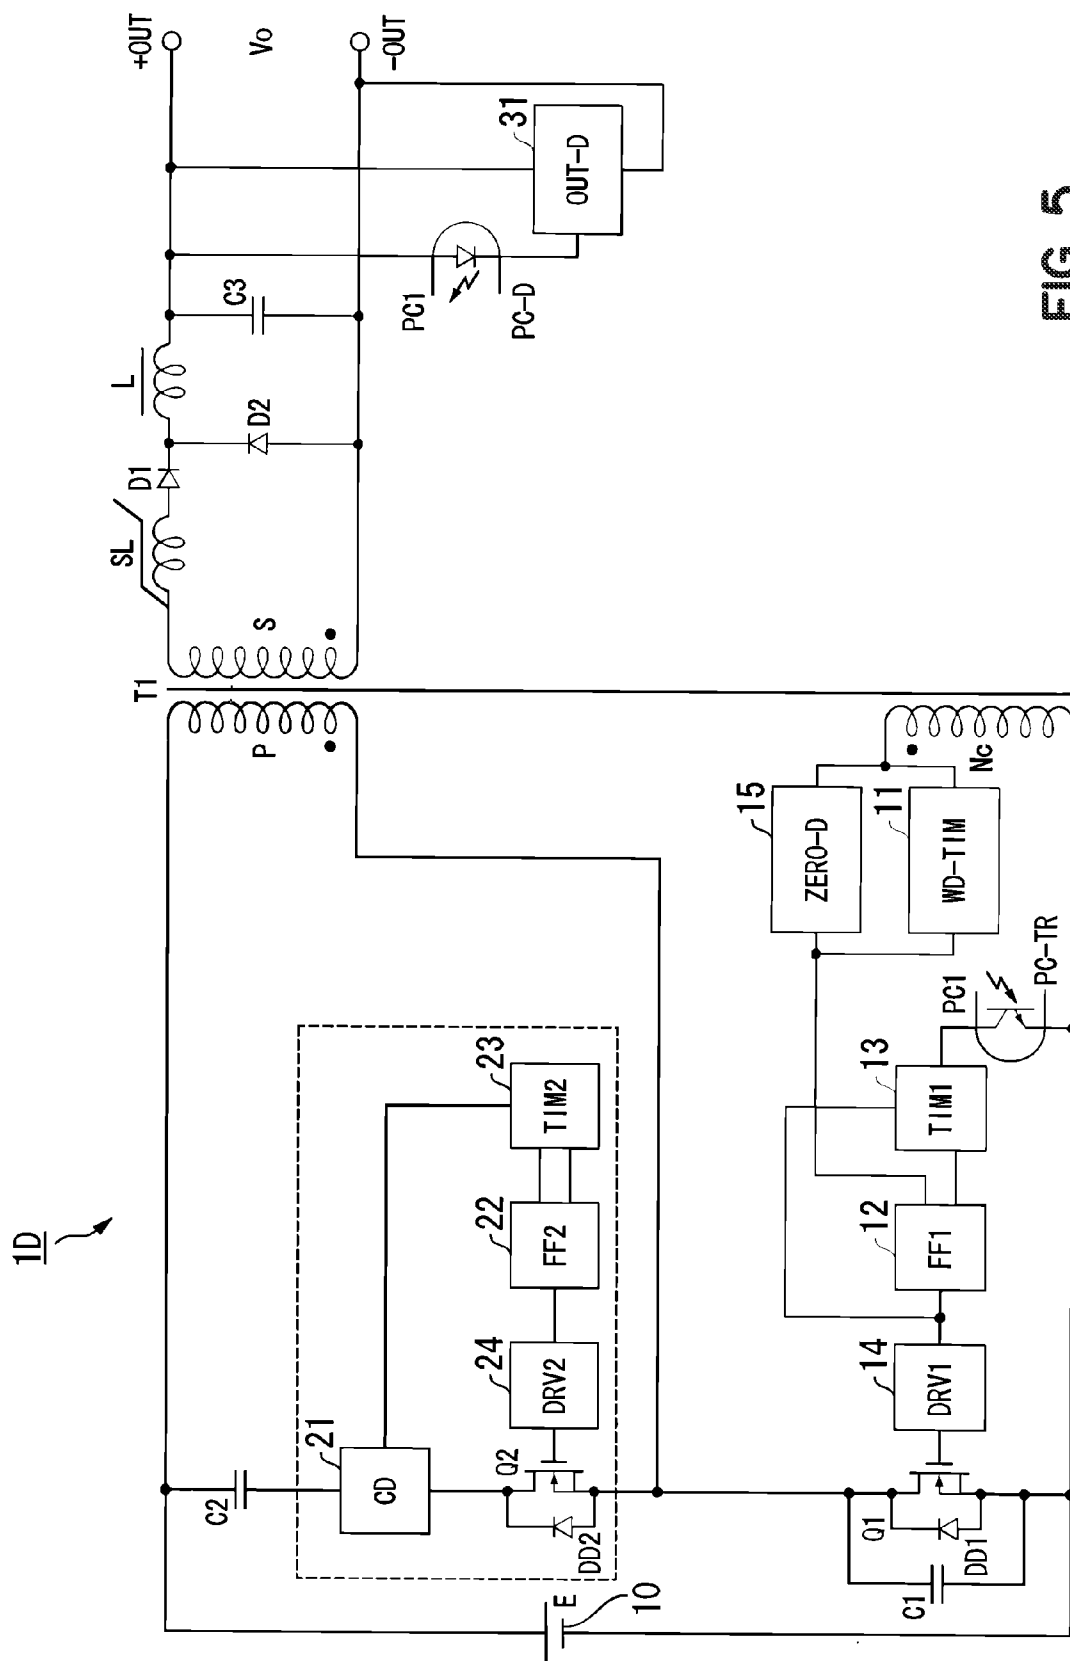 1D
+OUT
Vo
-OUT
31
OUT-D
C3
PC1
PC-D
L
D2
D1
SL
S
T1
P
Nc
15
ZERO-D
11
WD-TIM
PC1
PC-TR
23
TIM2
22
FF2
24
DRV2
21
CD
Q2
DD2
C2
13
TIM1
12
FF1
14
DRV1
Q1
DD1
C1
E
10
FIG. 5